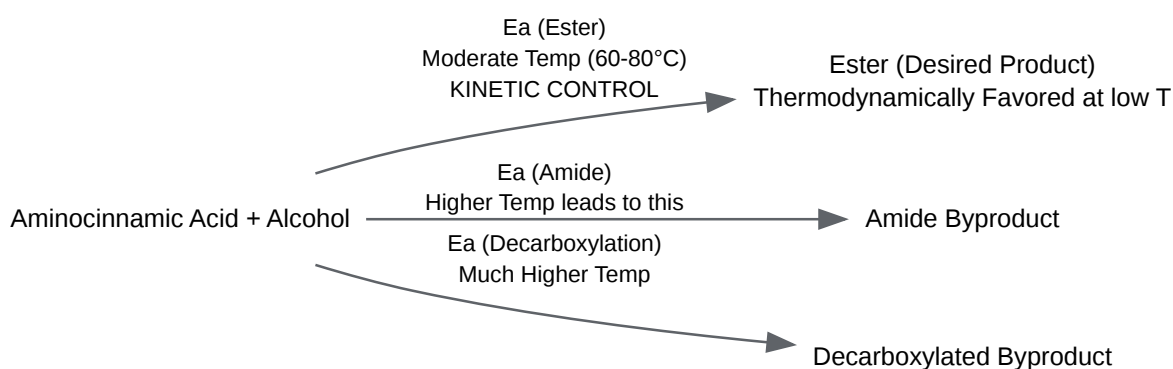 Ea (Ester)
Moderate Temp (60-80°C)
KINETIC CONTROL
Ester (Desired Product)
Thermodynamically Favored at low T
Ea (Amide)
Higher Temp leads to this
Aminocinnamic Acid + Alcohol
Amide Byproduct
Ea (Decarboxylation)
Much Higher Temp
Decarboxylated Byproduct